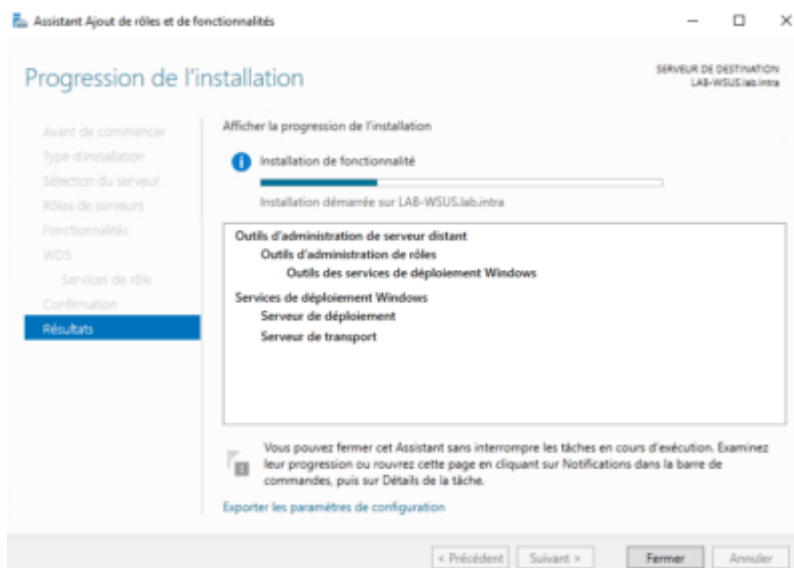 Assistant Ajout de rôles et de fonctionnalités
Progression de l'installation
SERVEUR DE DESTINATION
LAB-WSUS.lab.intra
Avant de commencer
Type d'installation
Sélection du serveur
Rôles de serveurs
Fonctionnalités
WDS
Services de rôle
Confirmation
Résultats
Afficher la progression de l'installation
Installation de fonctionnalité
Installation démarrée sur LAB-WSUS.lab.intra
Outils d'administration de serveur distant
Outils d'administration de rôles
Outils des services de déploiement Windows
Services de déploiement Windows
Serveur de déploiement
Serveur de transport
Vous pouvez fermer cet Assistant sans interrompre les tâches en cours d'exécution. Examinez
leur progression ou rouvrez cette page en cliquant sur Notifications dans la barre de
commandes, puis sur Détails de la tâche.
Exporter les paramètres de configuration
< Précédent
Suivant >
Fermer
Annuler